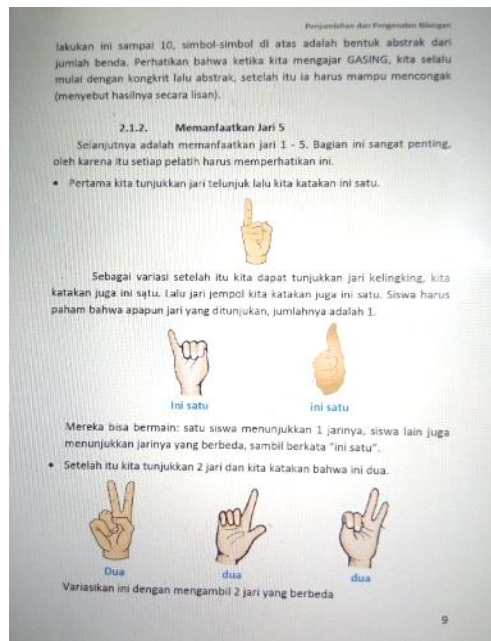 Penjumlahan dan Pengenalan Bilangan
lakukan ini sampai 10, simbol-simbol di atas adalah bentuk abstrak dari
jumlah benda. Perhatikan bahwa ketika kita mengajar GASING, kita selalu
mulai dengan kongkrit lalu abstrak, setelah itu ia harus mampu mencongak
(menyebut hasilnya secara lisan).
2.1.2. Memanfaatkan Jari 5
Selanjutnya adalah memanfaatkan jari 1 - 5. Bagian ini sangat penting,
oleh karena itu setiap pelatih harus memperhatikan ini.
• Pertama kita tunjukkan jari telunjuk lalu kita katakan ini satu.
Sebagai variasi setelah itu kita dapat tunjukkan jari kelingking, kita
katakan juga ini satu. Lalu jari jempol kita katakan juga ini satu. Siswa harus
paham bahwa apapun jari yang ditunjukan, jumlahnya adalah 1.
Ini satu ini satu
Mereka bisa bermain: satu siswa menunjukkan 1 jarinya, siswa lain juga
menunjukkan jarinya yang berbeda, sambil berkata "ini satu".
• Setelah itu kita tunjukkan 2 jari dan kita katakan bahwa ini dua.
Dua dua dua
Variasikan ini dengan mengambil 2 jari yang berbeda
9